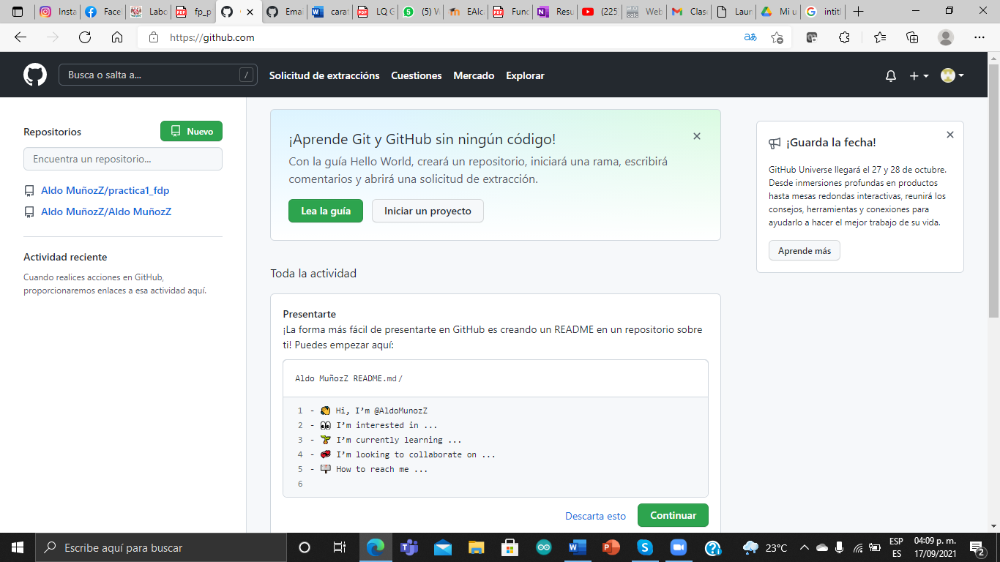 Insta
Face
Labo
fp_p
Emai
carat
LQ G
(5) W
EAlc
Func
Resu
(225
Web
Clase
Laun
Mi u
intitl
https://github.com
aあ
Busca o salta a...
/
Solicitud de extraccións
Cuestiones
Mercado
Explorar
Repositorios
Nuevo
Encuentra un repositorio...
Aldo MuñozZ/practica1_fdp
Aldo MuñozZ/Aldo MuñozZ
Actividad reciente
Cuando realices acciones en GitHub,
proporcionaremos enlaces a esa actividad aquí.
¡Aprende Git y GitHub sin ningún código!
Con la guía Hello World, creará un repositorio, iniciará una rama, escribirá
comentarios y abrirá una solicitud de extracción.
Lea la guía
Iniciar un proyecto
Toda la actividad
Presentarte
¡La forma más fácil de presentarte en GitHub es creando un README en un repositorio sobre
ti! Puedes empezar aquí:
Aldo MuñozZ README.md/
1 - 👋 Hi, I’m @AldoMunozZ
2 - 👀 I’m interested in ...
3 - 🌱 I’m currently learning ...
4 - 💞️ I’m looking to collaborate on ...
5 - 📫 How to reach me ...
6
Descarta esto
Continuar
¡Guarda la fecha!
GitHub Universe llegará el 27 y 28 de octubre.
Desde inmersiones profundas en productos
hasta mesas redondas interactivas, reunirá los
consejos, herramientas y conexiones para
ayudarlo a hacer el mejor trabajo de su vida.
Aprende más
Escribe aquí para buscar
23°C
ESP
ES
04:09 p. m.
17/09/2021
2